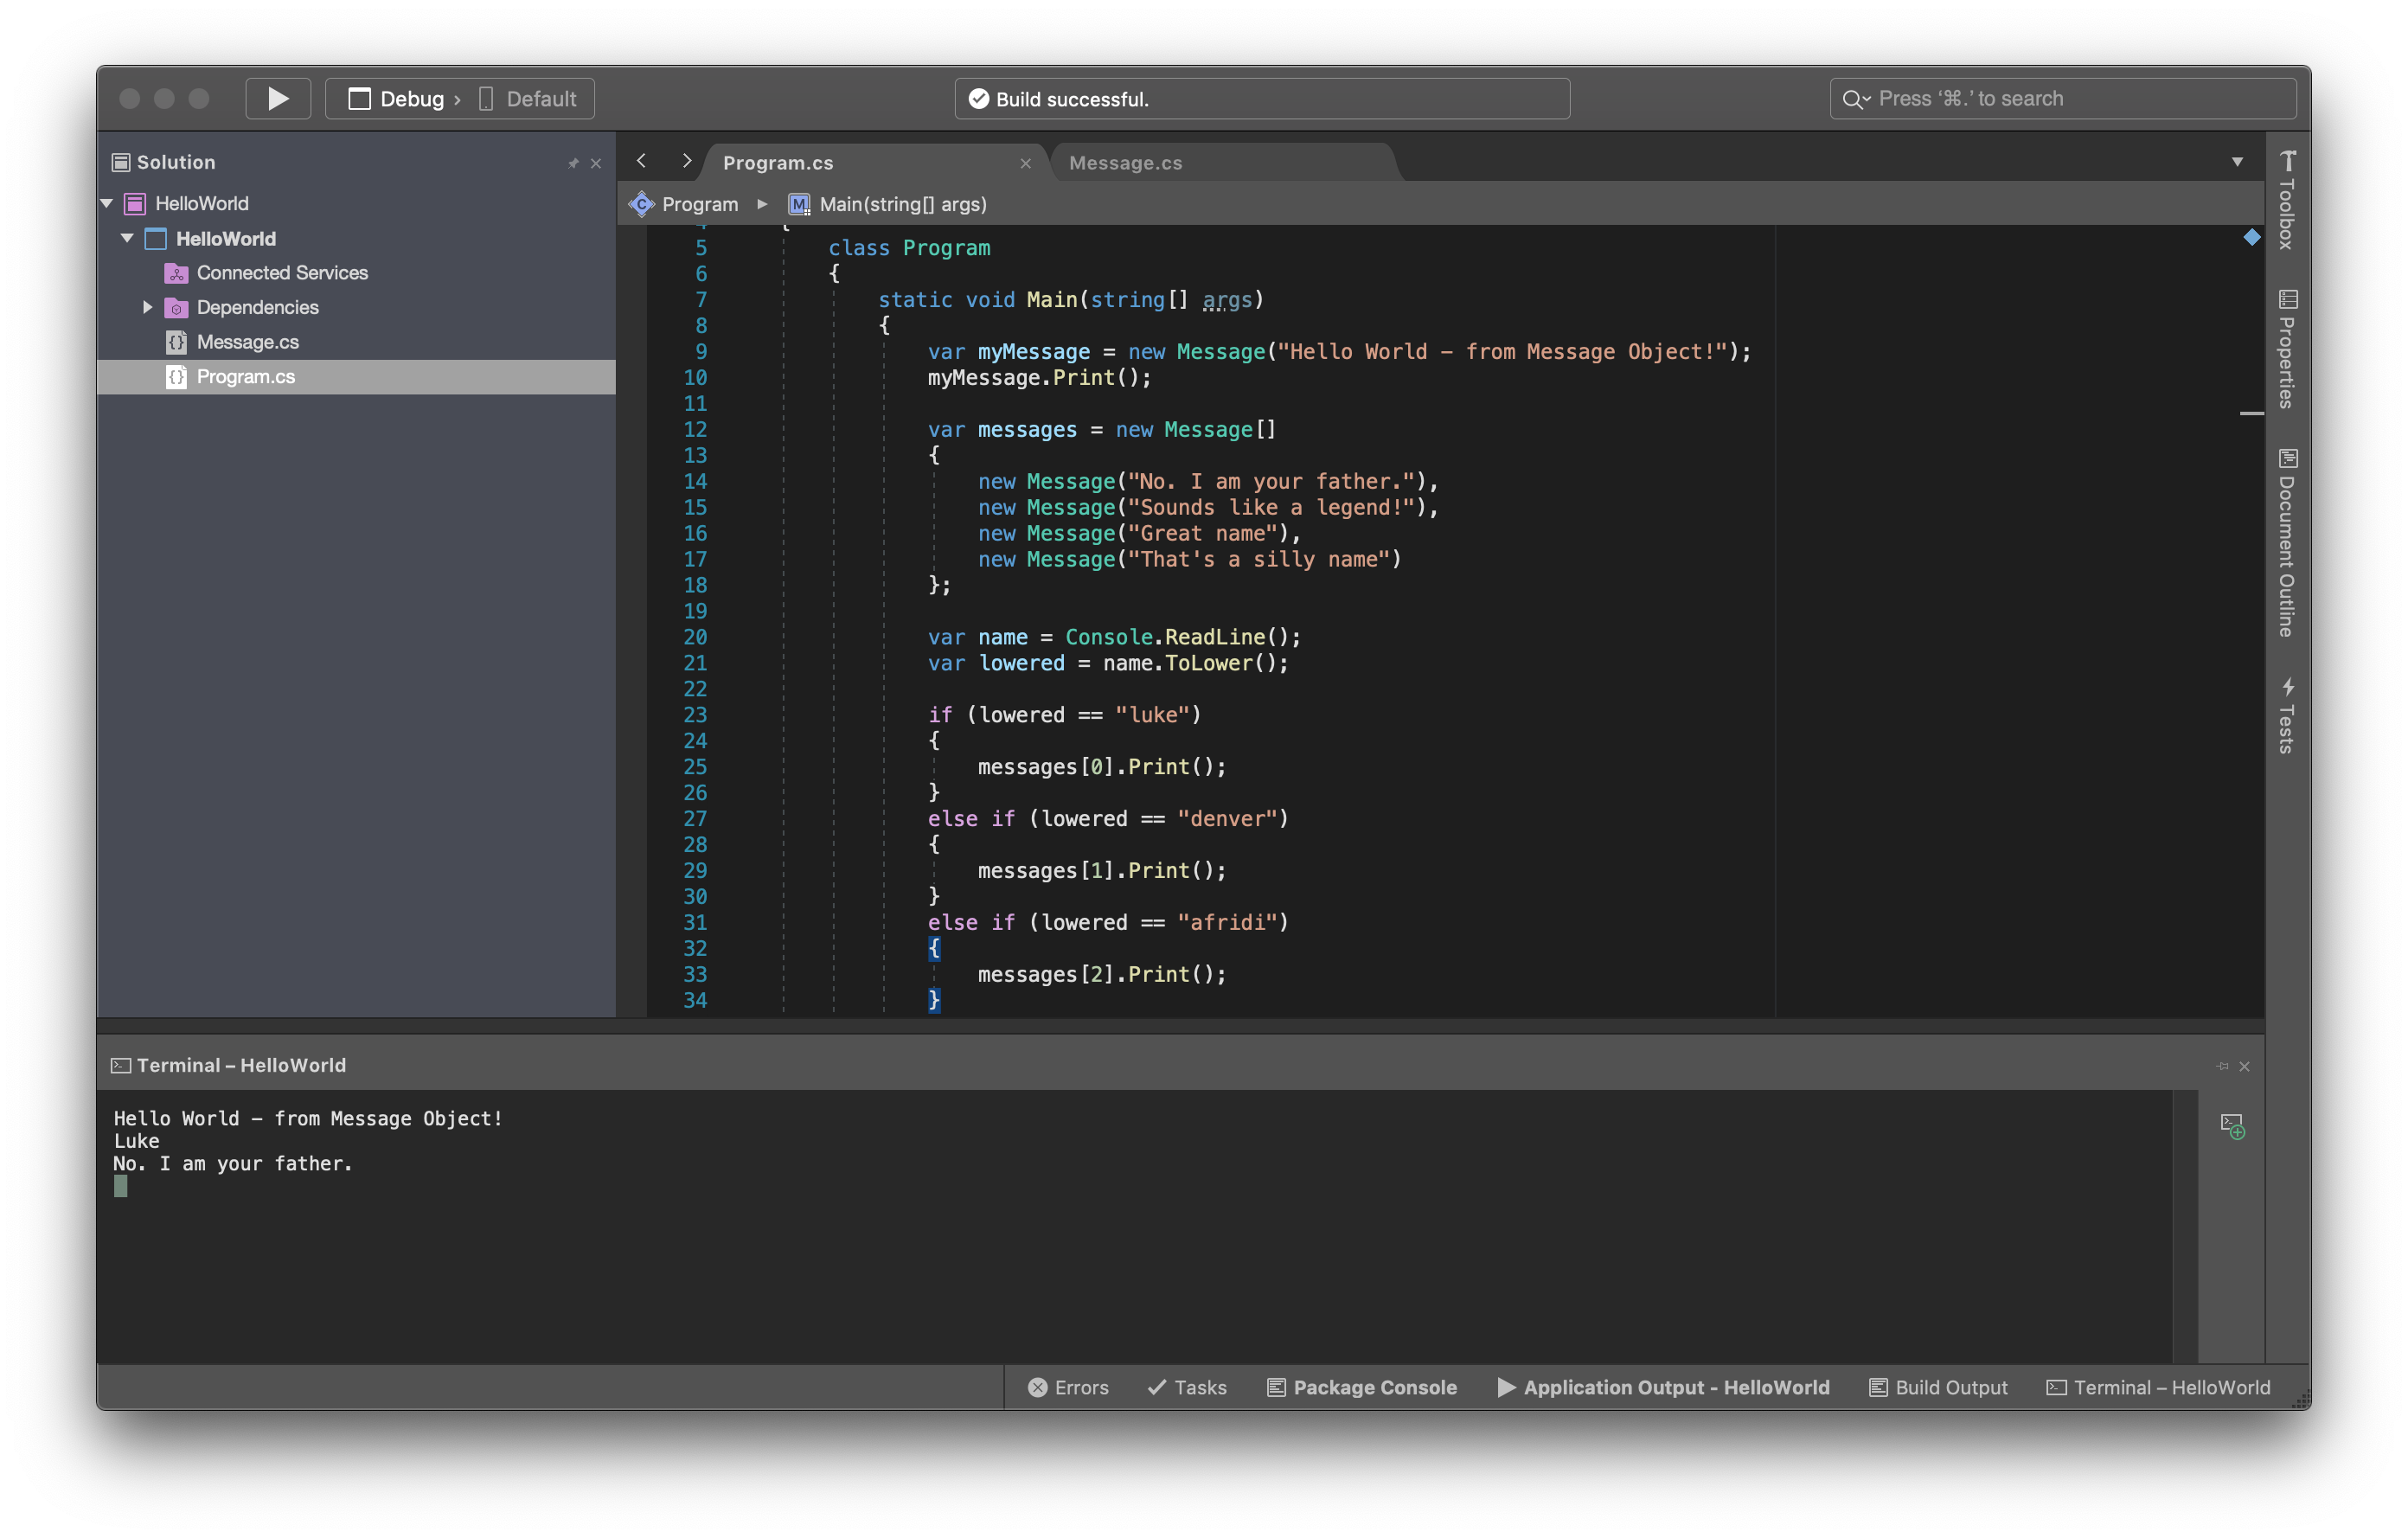 Debug › Default
Build successful.
Press ‘⌘.’ to search
Solution
HelloWorld
HelloWorld
Connected Services
Dependencies
Message.cs
Program.cs
Program.cs
Message.cs
Program
Main(string[] args)
5 class Program
6 {
7 static void Main(string[] args)
8 {
9 var myMessage = new Message("Hello World – from Message Object!");
10 myMessage.Print();
11
12 var messages = new Message[]
13 {
14 new Message("No. I am your father."),
15 new Message("Sounds like a legend!"),
16 new Message("Great name"),
17 new Message("That's a silly name")
18 };
19
20 var name = Console.ReadLine();
21 var lowered = name.ToLower();
22
23 if (lowered == "luke")
24 {
25 messages[0].Print();
26 }
27 else if (lowered == "denver")
28 {
29 messages[1].Print();
30 }
31 else if (lowered == "afridi")
32 {
33 messages[2].Print();
34 }
Toolbox
Properties
Document Outline
Tests
Terminal – HelloWorld
Hello World – from Message Object!
Luke
No. I am your father.
Errors
Tasks
Package Console
Application Output - HelloWorld
Build Output
Terminal – HelloWorld